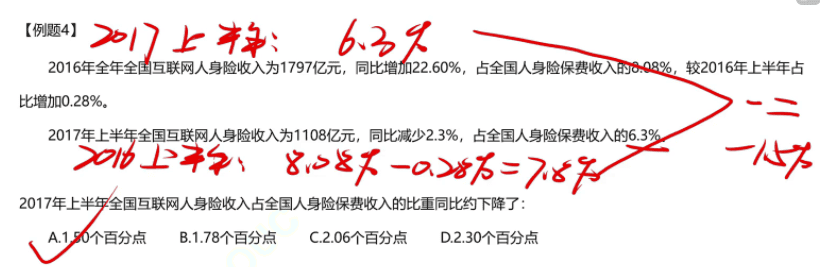 【例题4】 2017上半年: 6.3%
2016年全年全国互联网人身险收入为1797亿元，同比增加22.60%，占全国人身险保费收入的8.08%，较2016年上半年占
比增加0.28%。
2017年上半年全国互联网人身险收入为1108亿元，同比减少2.3%，占全国人身险保费收入的6.3%。
一二
-1.5%
2016上半年: 8.08%-0.28%=7.8%
2017年上半年全国互联网人身险收入占全国人身险保费收入的比重同比约下降了：
A.1.50个百分点 B.1.78个百分点 C.2.06个百分点 D.2.30个百分点